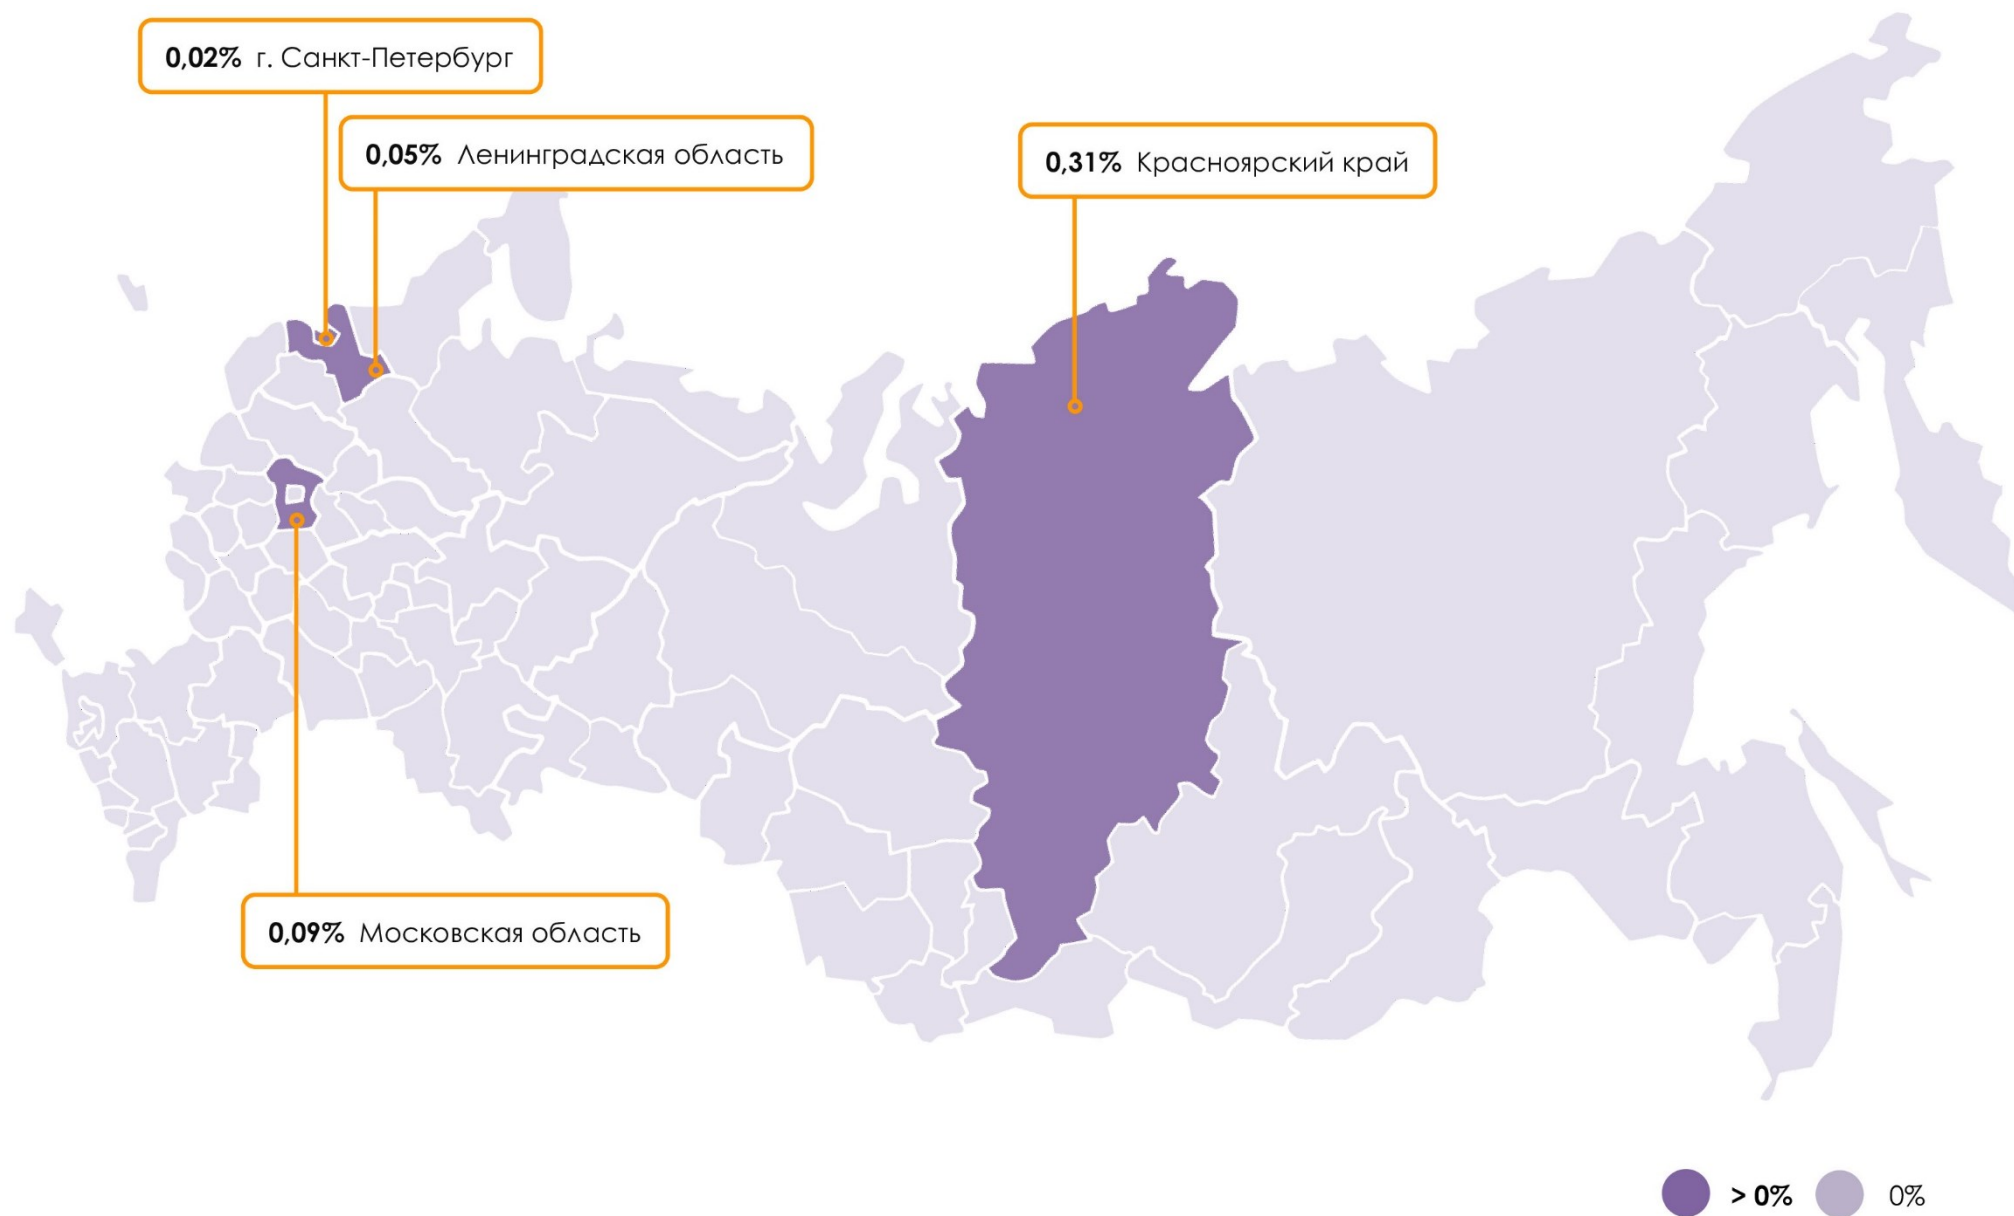 0,02% г. Санкт-Петербург
0,05% Ленинградская область
0,31% Красноярский край
0,09% Московская область
> 0% 0%